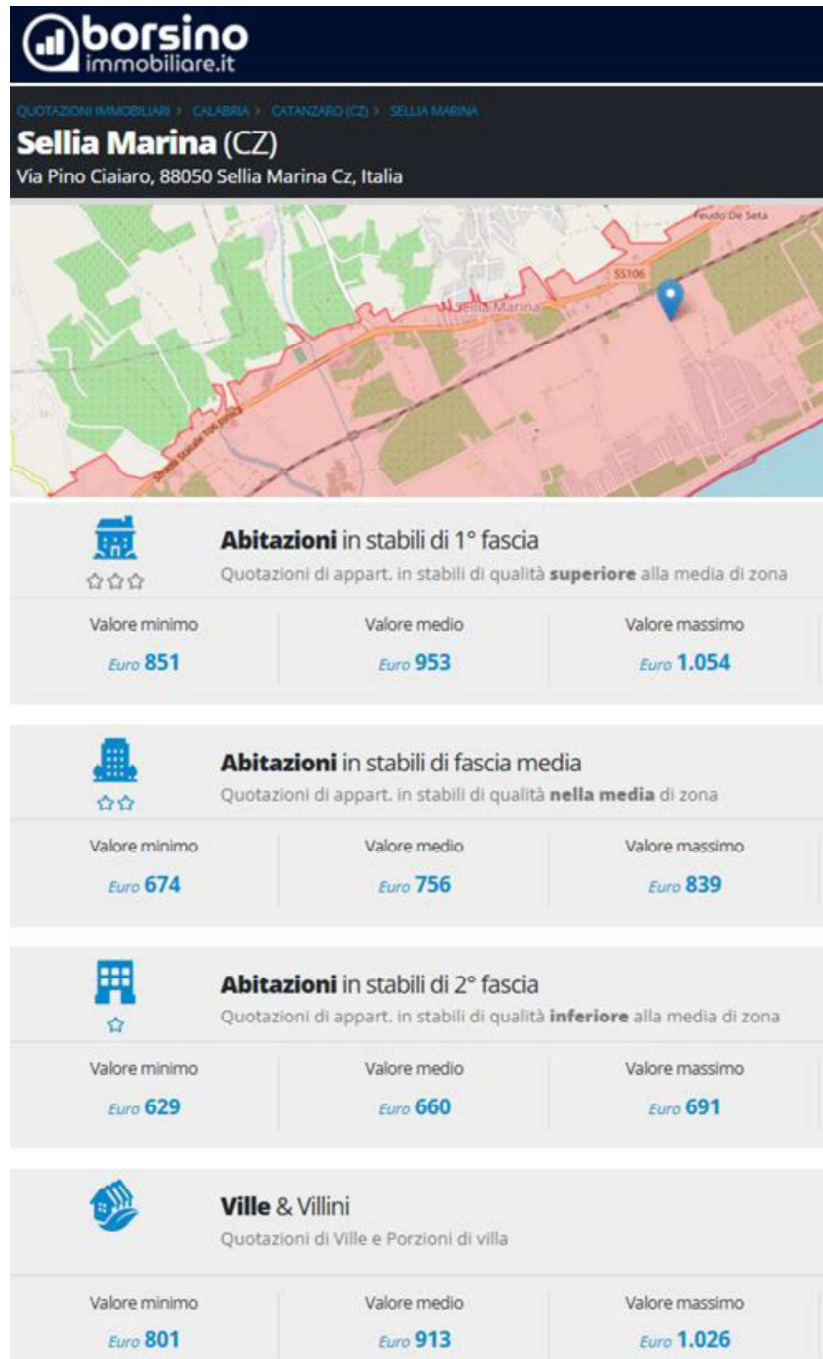 borsino
immobiliare.it
QUOTAZIONI IMMOBILIARI > CALABRIA > CATANZARO (CZ) > SELLIA MARINA
Sellia Marina (CZ)
Via Pino Ciaiaro, 88050 Sellia Marina Cz, Italia
Feudo De Seta
SS106
Sellia Marina
Strada Statale 106 Jonica
Abitazioni in stabili di 1° fascia
Quotazioni di appart. in stabili di qualità superiore alla media di zona
Valore minimo Valore medio Valore massimo
Euro 851 Euro 953 Euro 1.054
Abitazioni in stabili di fascia media
Quotazioni di appart. in stabili di qualità nella media di zona
Valore minimo Valore medio Valore massimo
Euro 674 Euro 756 Euro 839
Abitazioni in stabili di 2° fascia
Quotazioni di appart. in stabili di qualità inferiore alla media di zona
Valore minimo Valore medio Valore massimo
Euro 629 Euro 660 Euro 691
Ville & Villini
Quotazioni di Ville e Porzioni di villa
Valore minimo Valore medio Valore massimo
Euro 801 Euro 913 Euro 1.026